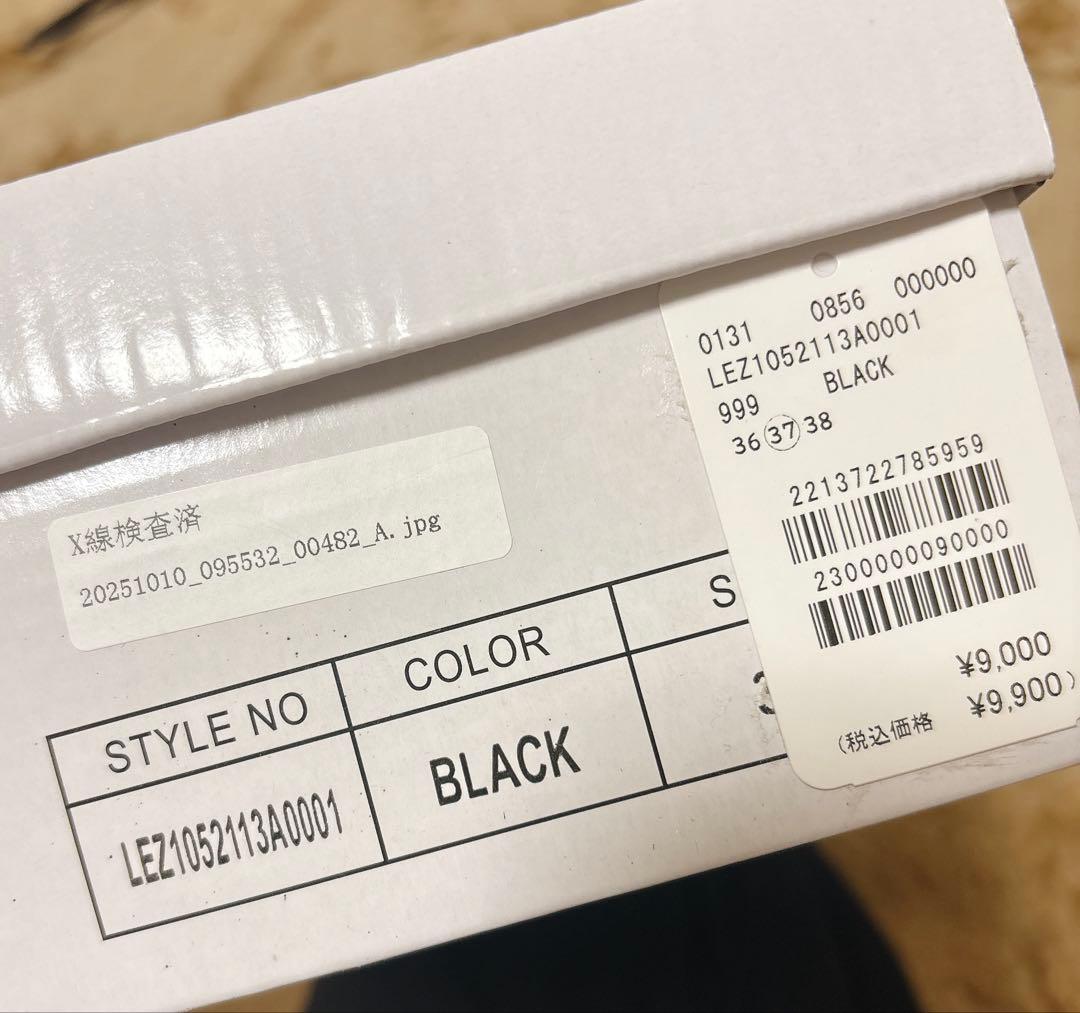 0131 0856 000000
LEZ1052113A0001
999 BLACK
36 37 38
2213722785959
2300000090000
¥9,000
(税込価格 ¥9,900)
X線検査済
20251010_095532_00482_A.jpg
STYLE NO COLOR S
LEZ1052113A0001 BLACK